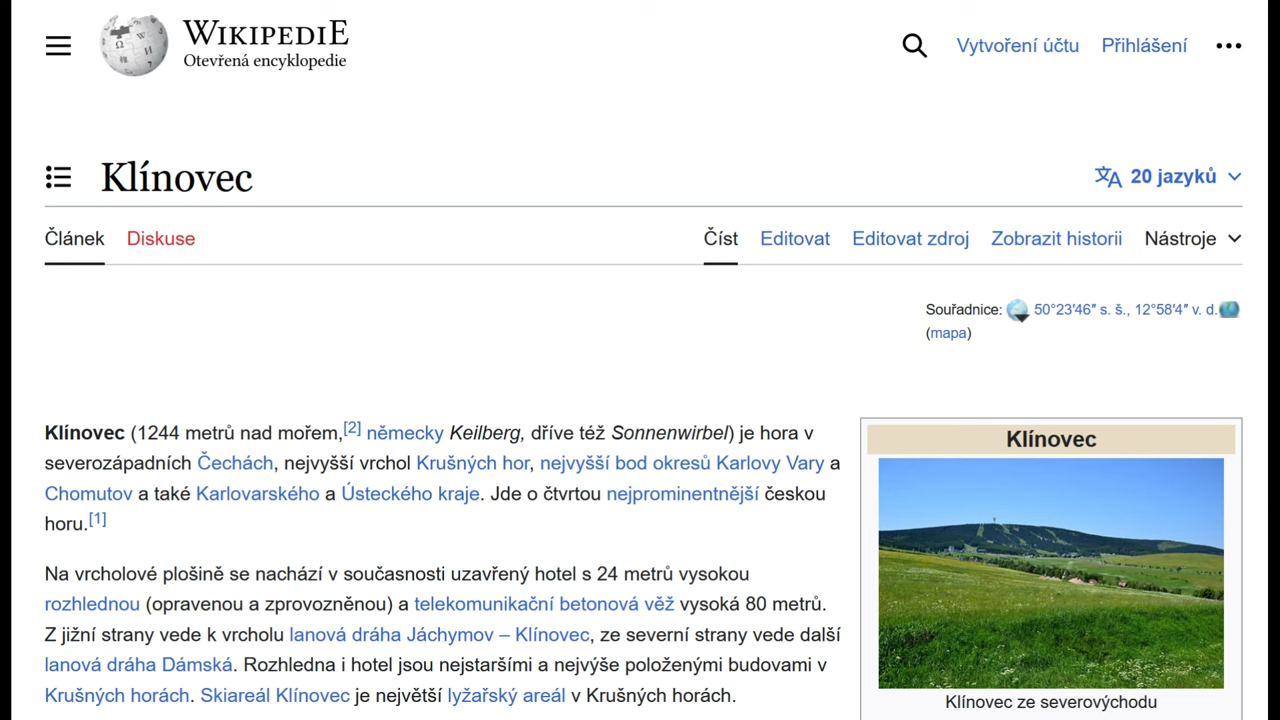 WIKIPEDIE
Otevřená encyklopedie
Vytvoření účtu
Přihlášení
Klínovec
20 jazyků
Článek
Diskuse
Číst
Editovat
Editovat zdroj
Zobrazit historii
Nástroje
Souřadnice: 50°23′46″ s. š., 12°58′4″ v. d.
(mapa)
Klínovec (1244 metrů nad mořem,[2] německy Keilberg, dříve též Sonnenwirbel) je hora v
severozápadních Čechách, nejvyšší vrchol Krušných hor, nejvyšší bod okresů Karlovy Vary a
Chomutov a také Karlovarského a Ústeckého kraje. Jde o čtvrtou nejprominentnější českou
horu.[1]
Na vrcholové plošině se nachází v současnosti uzavřený hotel s 24 metrů vysokou
rozhlednou (opravenou a zprovozněnou) a telekomunikační betonová věž vysoká 80 metrů.
Z jižní strany vede k vrcholu lanová dráha Jáchymov – Klínovec, ze severní strany vede další
lanová dráha Dámská. Rozhledna i hotel jsou nejstaršími a nejvýše položenými budovami v
Krušných horách. Skiareál Klínovec je největší lyžařský areál v Krušných horách.
Klínovec
Klínovec ze severovýchodu